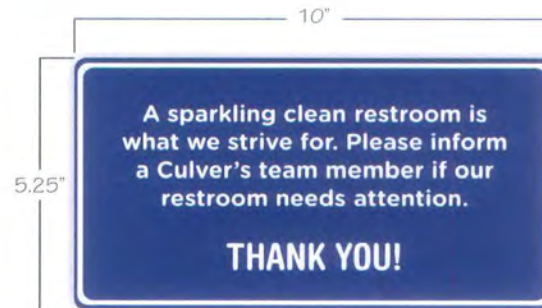 10"
5.25"
A sparkling clean restroom is
what we strive for. Please inform
a Culver's team member if our
restroom needs attention.
THANK YOU!